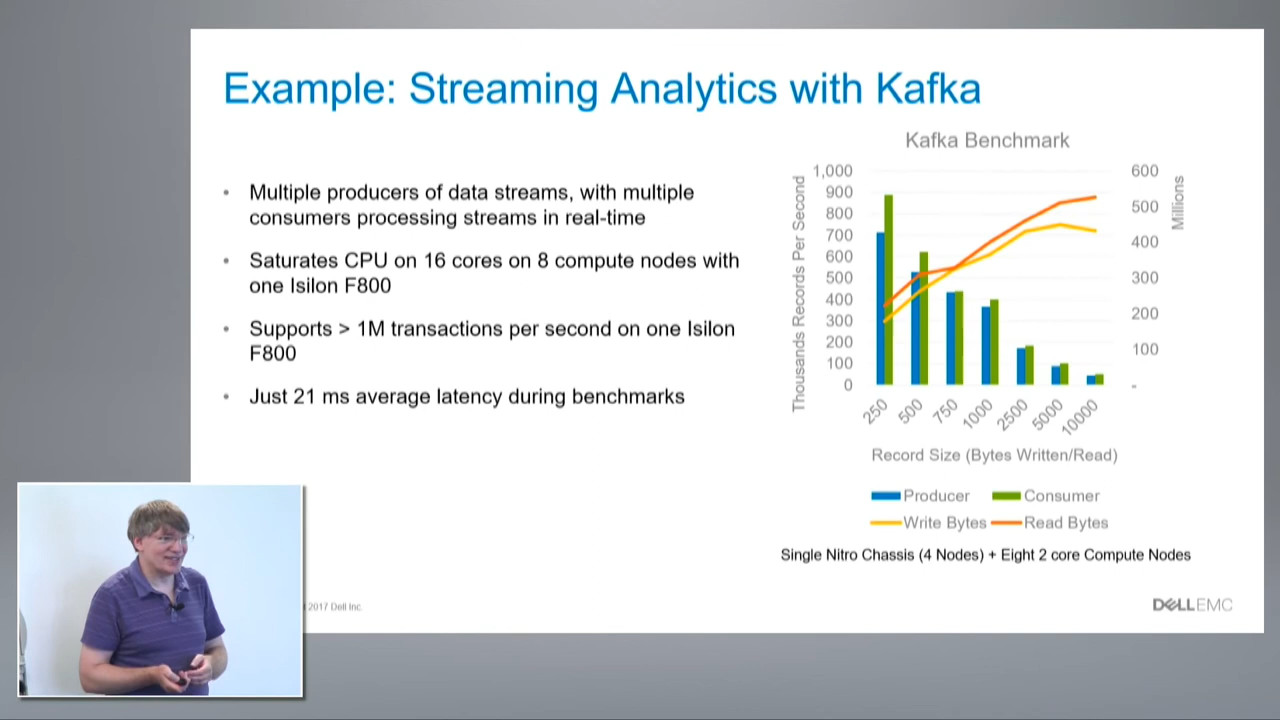 Example: Streaming Analytics with Kafka
• Multiple producers of data streams, with multiple
consumers processing streams in real-time
• Saturates CPU on 16 cores on 8 compute nodes with
one Isilon F800
• Supports > 1M transactions per second on one Isilon
F800
• Just 21 ms average latency during benchmarks
Kafka Benchmark
Thousands Records Per Second
1,000
900
800
700
600
500
400
300
200
100
0
600
500
400
300
200
100
-
Millions
250 500 750 1000 2500 5000 10000
Record Size (Bytes Written/Read)
Producer Consumer
Write Bytes Read Bytes
Single Nitro Chassis (4 Nodes) + Eight 2 core Compute Nodes
2017 Dell Inc.
DELLEMC